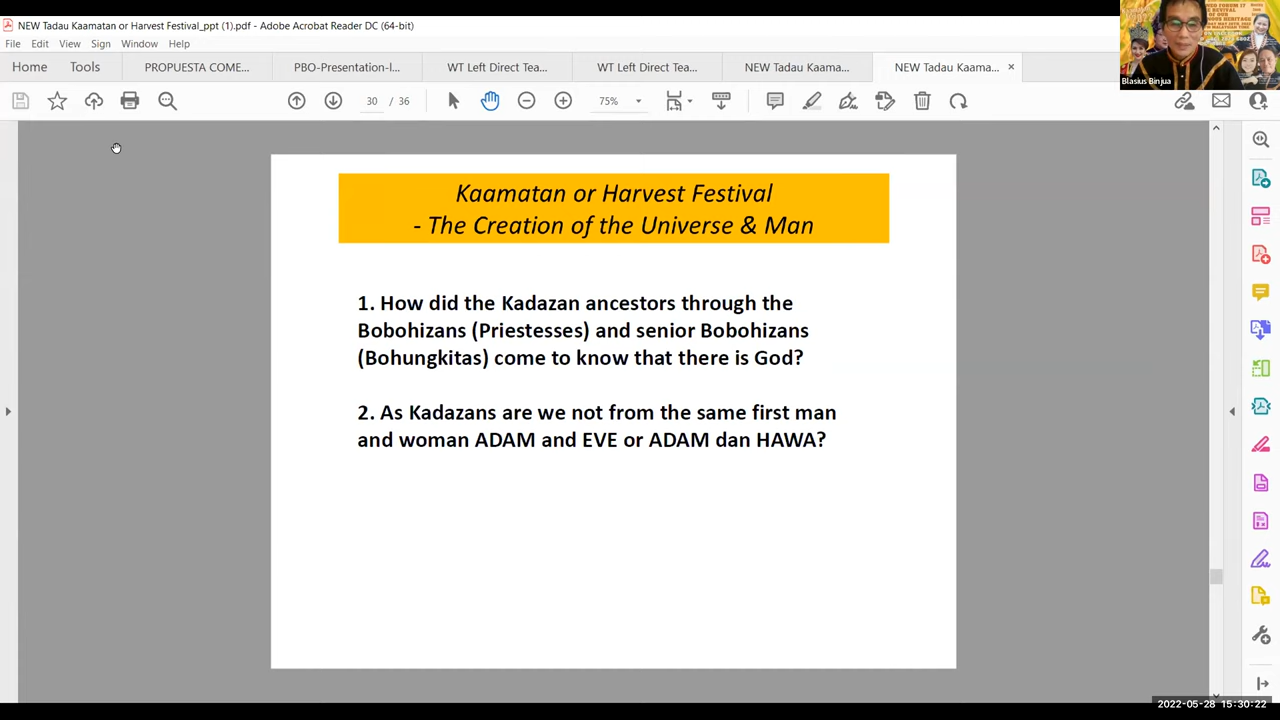 NEW Tadau Kaamatan or Harvest Festival_ppt (1).pdf - Adobe Acrobat Reader DC (64-bit)
File Edit View Sign Window Help
Home Tools PROPUESTA COME... PBO-Presentation-I... WT Left Direct Tea... WT Left Direct Tea... NEW Tadau Kaama... NEW Tadau Kaama... ×
30 / 36 75%
Blasius Binjua
Kaamatan or Harvest Festival
- The Creation of the Universe & Man
1. How did the Kadazan ancestors through the
Bobohizans (Priestesses) and senior Bobohizans
(Bohungkitas) come to know that there is God?
2. As Kadazans are we not from the same first man
and woman ADAM and EVE or ADAM dan HAWA?
2022-05-28 15:30:22